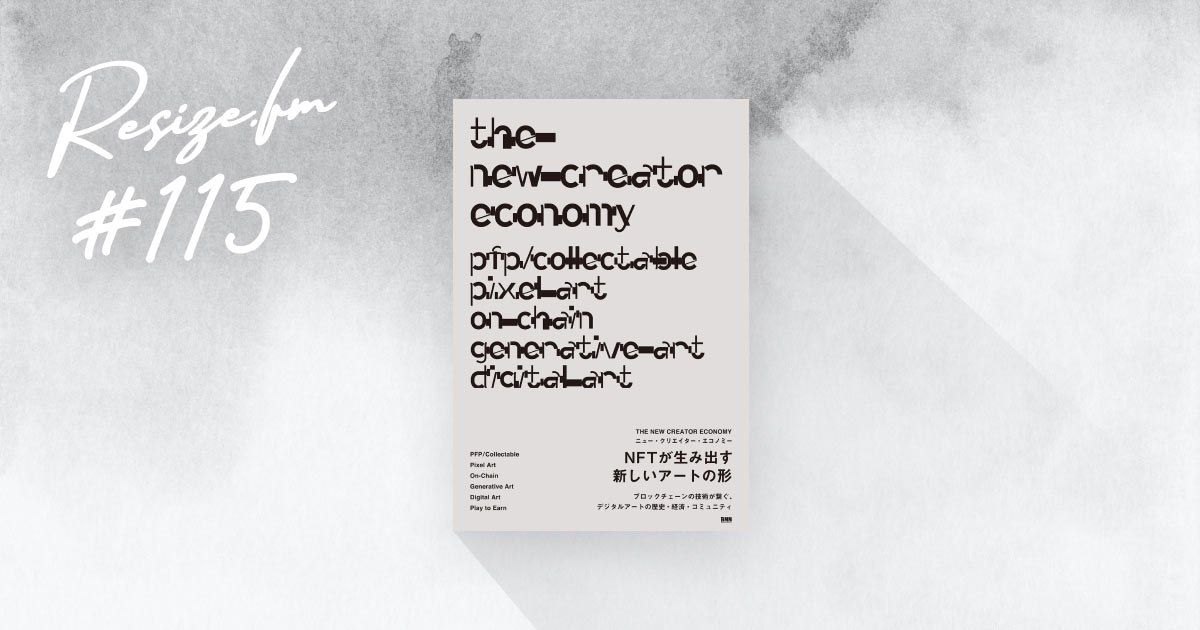 Resize.fm
#115
the-
new-creator
economy
pfp/collectable
pixel-art
on-chain
generative-art
digital-art
THE NEW CREATOR ECONOMY
ニュー・クリエイター・エコノミー
NFTが生み出す
新しいアートの形
ブロックチェーンの技術が繋ぐ、
デジタルアートの歴史・経済・コミュニティ
BNN
PFP/Collectable
Pixel Art
On-Chain
Generative Art
Digital Art
Play to Earn